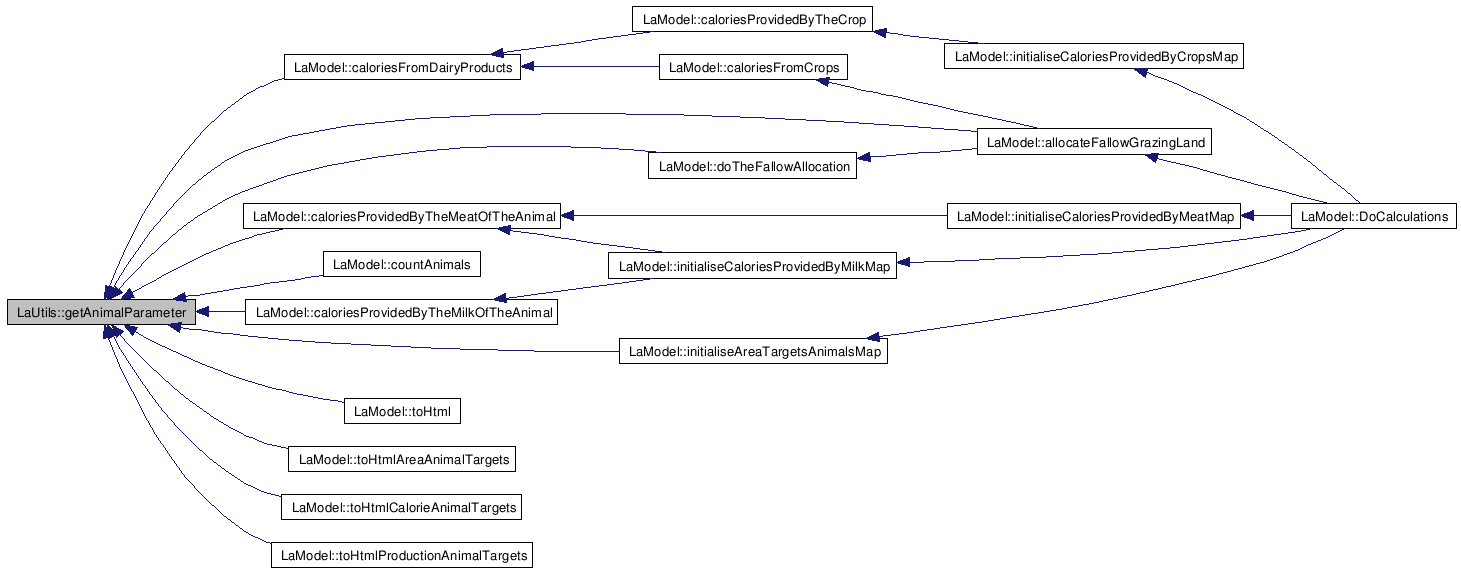 LaModel::caloriesProvidedByTheCrop
LaModel::initialiseCaloriesProvidedByCropsMap
LaModel::caloriesFromDairyProducts
LaModel::caloriesFromCrops
LaModel::allocateFallowGrazingLand
LaModel::doTheFallowAllocation
LaModel::caloriesProvidedByTheMeatOfTheAnimal
LaModel::initialiseCaloriesProvidedByMeatMap
LaModel::DoCalculations
LaModel::countAnimals
LaModel::initialiseCaloriesProvidedByMilkMap
LaUtils::getAnimalParameter
LaModel::caloriesProvidedByTheMilkOfTheAnimal
LaModel::initialiseAreaTargetsAnimalsMap
LaModel::toHtml
LaModel::toHtmlAreaAnimalTargets
LaModel::toHtmlCalorieAnimalTargets
LaModel::toHtmlProductionAnimalTargets